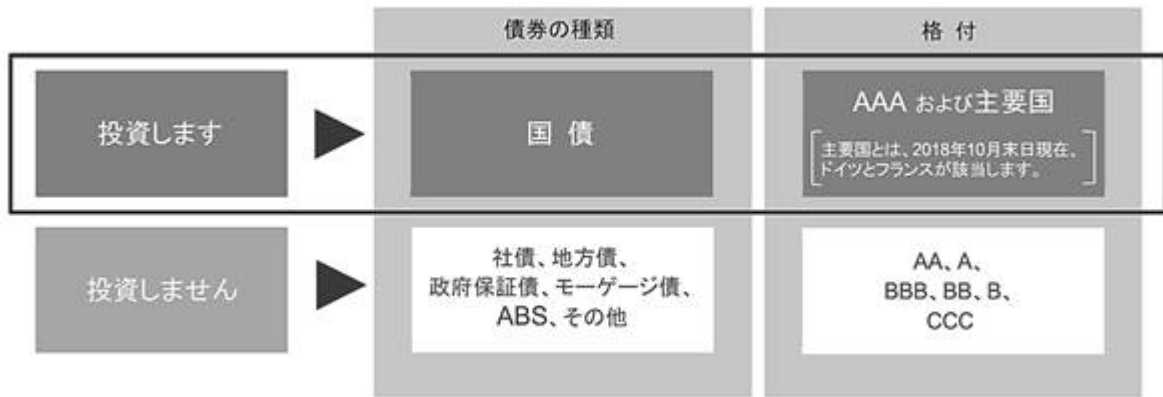 債券の種類
格 付
投資します
国 債
AAA および主要国
主要国とは、2018年10月末日現在、
ドイツとフランスが該当します。
投資しません
社債、地方債、
政府保証債、モーゲージ債、
ABS、その他
AA、A、
BBB、BB、B、
CCC